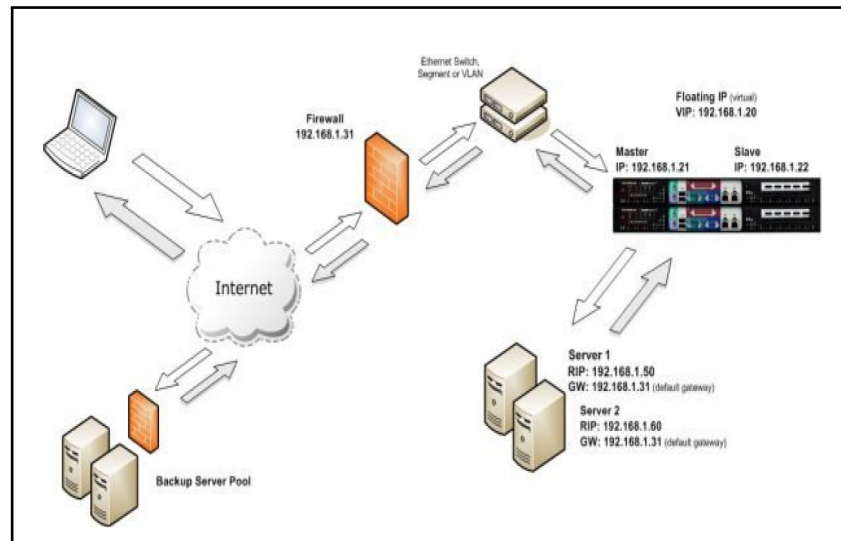 Ethernet Switch,
Segment or VLAN
Firewall
192.168.1.31
Floating IP (virtual)
VIP: 192.168.1.20
Master
IP: 192.168.1.21
Slave
IP: 192.168.1.22
Internet
Server 1
RIP: 192.168.1.50
GW: 192.168.1.31 (default gateway)
Server 2
RIP: 192.168.1.60
GW: 192.168.1.31 (default gateway)
Backup Server Pool